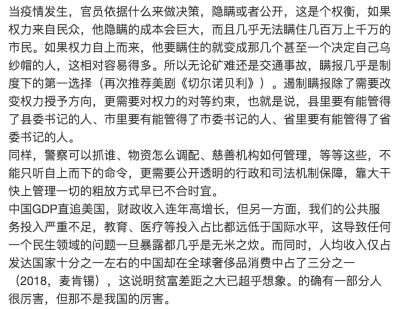 当疫情发生，官员依据什么来做决策，隐瞒或者公开，这是个权衡，如果
权力来自民众，他隐瞒的成本会巨大，而且几乎无法瞒住几百万上千万的
市民。如果权力自上而来，他要瞒住的就变成那几个甚至一个决定自己乌
纱帽的人，这相对容易得多。所以无论矿难还是交通事故，瞒报几乎是制
度下的第一选择（再次推荐美剧《切尔诺贝利》）。遏制瞒报除了需要改
变权力授予方向，更需要对权力的对等约束，也就是说，县里要有能管得
了县委书记的人、市里要有能管得了市委书记的人、省里要有能管得了省
委书记的人。
同样，警察可以抓谁、物资怎么调配、慈善机构如何管理，等等这些，不
能只听自上而下的命令，更需要公开透明的行政和司法机制保障，靠大干
快上管理一切的粗放方式早已不合时宜。
中国GDP直追美国，财政收入连年高增长，但另一方面，我们的公共服
务投入严重不足，教育、医疗等投入占比都远低于国际水平，这导致任何
一个民生领域的问题一旦暴露都几乎是无米之炊。而同时，人均收入仅占
发达国家十分之一左右的中国却在全球奢侈品消费中占了三分之一
（2018，麦肯锡），这说明贫富差距之大已超乎想象。的确有一部分人
很厉害，但那不是我国的厉害。